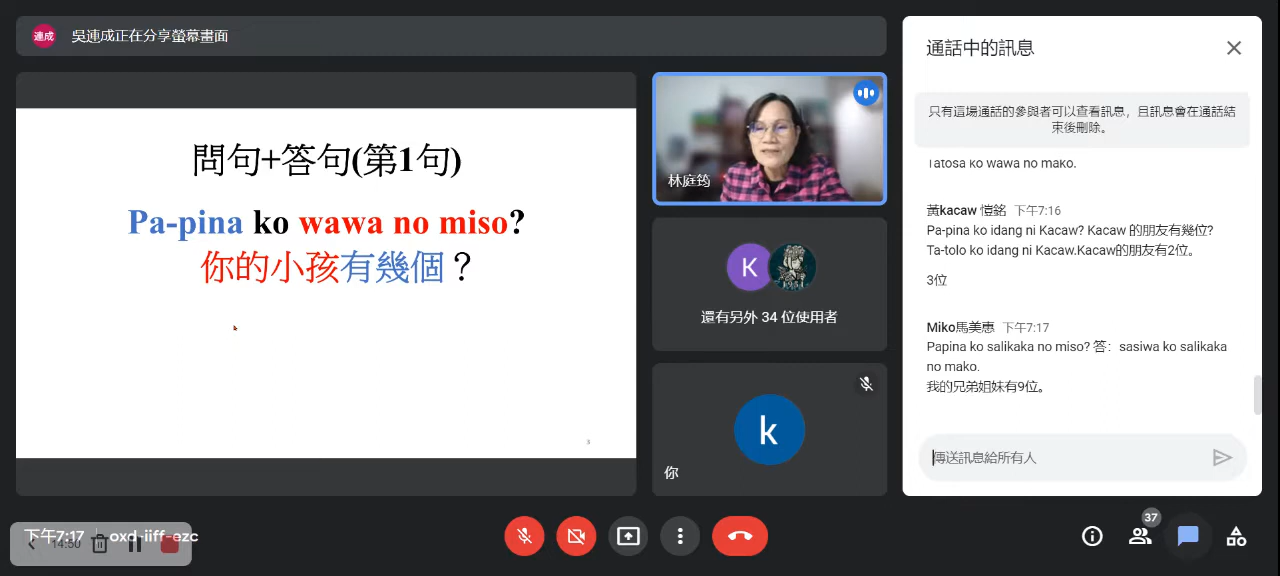 連成 吳連成正在分享螢幕畫面
問句+答句(第1句)
Pa-pina ko wawa no miso?
你的小孩有幾個？
3
林庭筠
K
還有另外 34 位使用者
k
你
通話中的訊息
只有這場通話的參與者可以查看訊息，且訊息會在通話結
束後刪除。
Tatosa ko wawa no mako.
黃kacaw 愷銘 下午7:16
Pa-pina ko idang ni Kacaw? Kacaw 的朋友有幾位?
Ta-tolo ko idang ni Kacaw.Kacaw的朋友有2位。
3位
Miko馬美惠 下午7:17
Papina ko salikaka no miso? 答：sasiwa ko salikaka
no mako.
我的兄弟姐妹有9位。
傳送訊息給所有人
下午7:17 | oxd-iiff-ezc
14:50
37